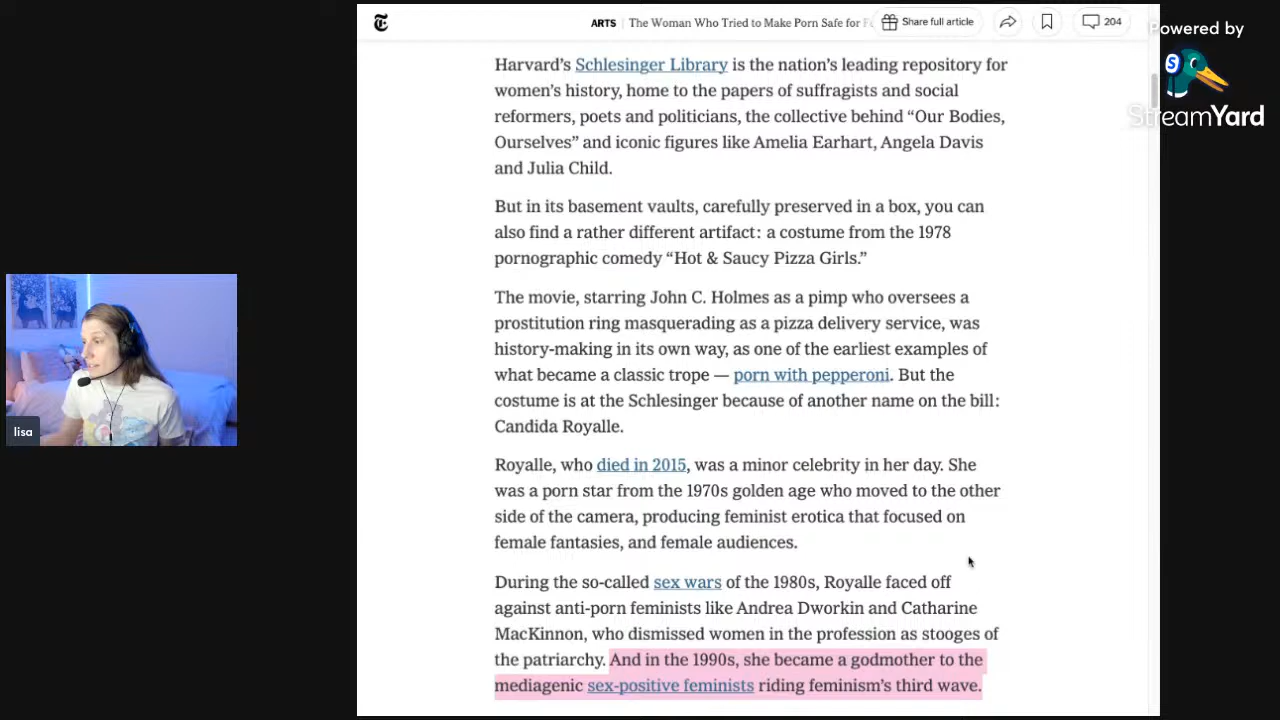 ARTS | The Woman Who Tried to Make Porn Safe for
Share full article
204
Powered by
StreamYard
Harvard’s Schlesinger Library is the nation’s leading repository for
women’s history, home to the papers of suffragists and social
reformers, poets and politicians, the collective behind “Our Bodies,
Ourselves” and iconic figures like Amelia Earhart, Angela Davis
and Julia Child.
But in its basement vaults, carefully preserved in a box, you can
also find a rather different artifact: a costume from the 1978
pornographic comedy “Hot & Saucy Pizza Girls.”
The movie, starring John C. Holmes as a pimp who oversees a
prostitution ring masquerading as a pizza delivery service, was
history-making in its own way, as one of the earliest examples of
what became a classic trope — porn with pepperoni. But the
costume is at the Schlesinger because of another name on the bill:
Candida Royalle.
Royalle, who died in 2015, was a minor celebrity in her day. She
was a porn star from the 1970s golden age who moved to the other
side of the camera, producing feminist erotica that focused on
female fantasies, and female audiences.
During the so-called sex wars of the 1980s, Royalle faced off
against anti-porn feminists like Andrea Dworkin and Catharine
MacKinnon, who dismissed women in the profession as stooges of
the patriarchy. And in the 1990s, she became a godmother to the
mediagenic sex-positive feminists riding feminism’s third wave.
lisa